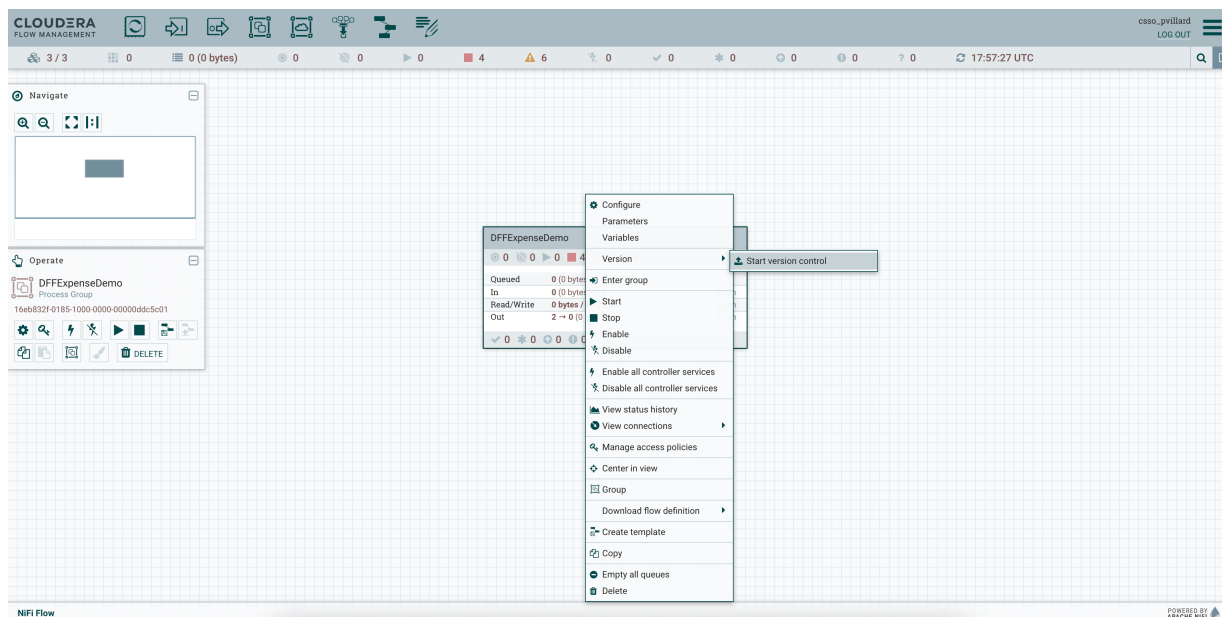 CLOUDERA
FLOW MANAGEMENT
csso_pvillard
LOG OUT
3 / 3 0 0 (0 bytes) 0 0 0 4 6 0 0 0 0 0 ? 0 17:57:27 UTC
Navigate
Operate
DFFExpenseDemo
Process Group
16eb832f-0185-1000-0000-00000ddc5c01
DELETE
DFFExpenseDemo
0 0 0 4
Queued 0 (0 bytes
In 0 (0 bytes
Read/Write 0 bytes /
Out 2 → 0 (0
0 0 0 0
Configure
Parameters
Variables
Version
Start version control
Enter group
Start
Stop
Enable
Disable
Enable all controller services
Disable all controller services
View status history
View connections
Manage access policies
Center in view
Group
Download flow definition
Create template
Copy
Empty all queues
Delete
NiFi Flow
POWERED BY
APACHE NIFI